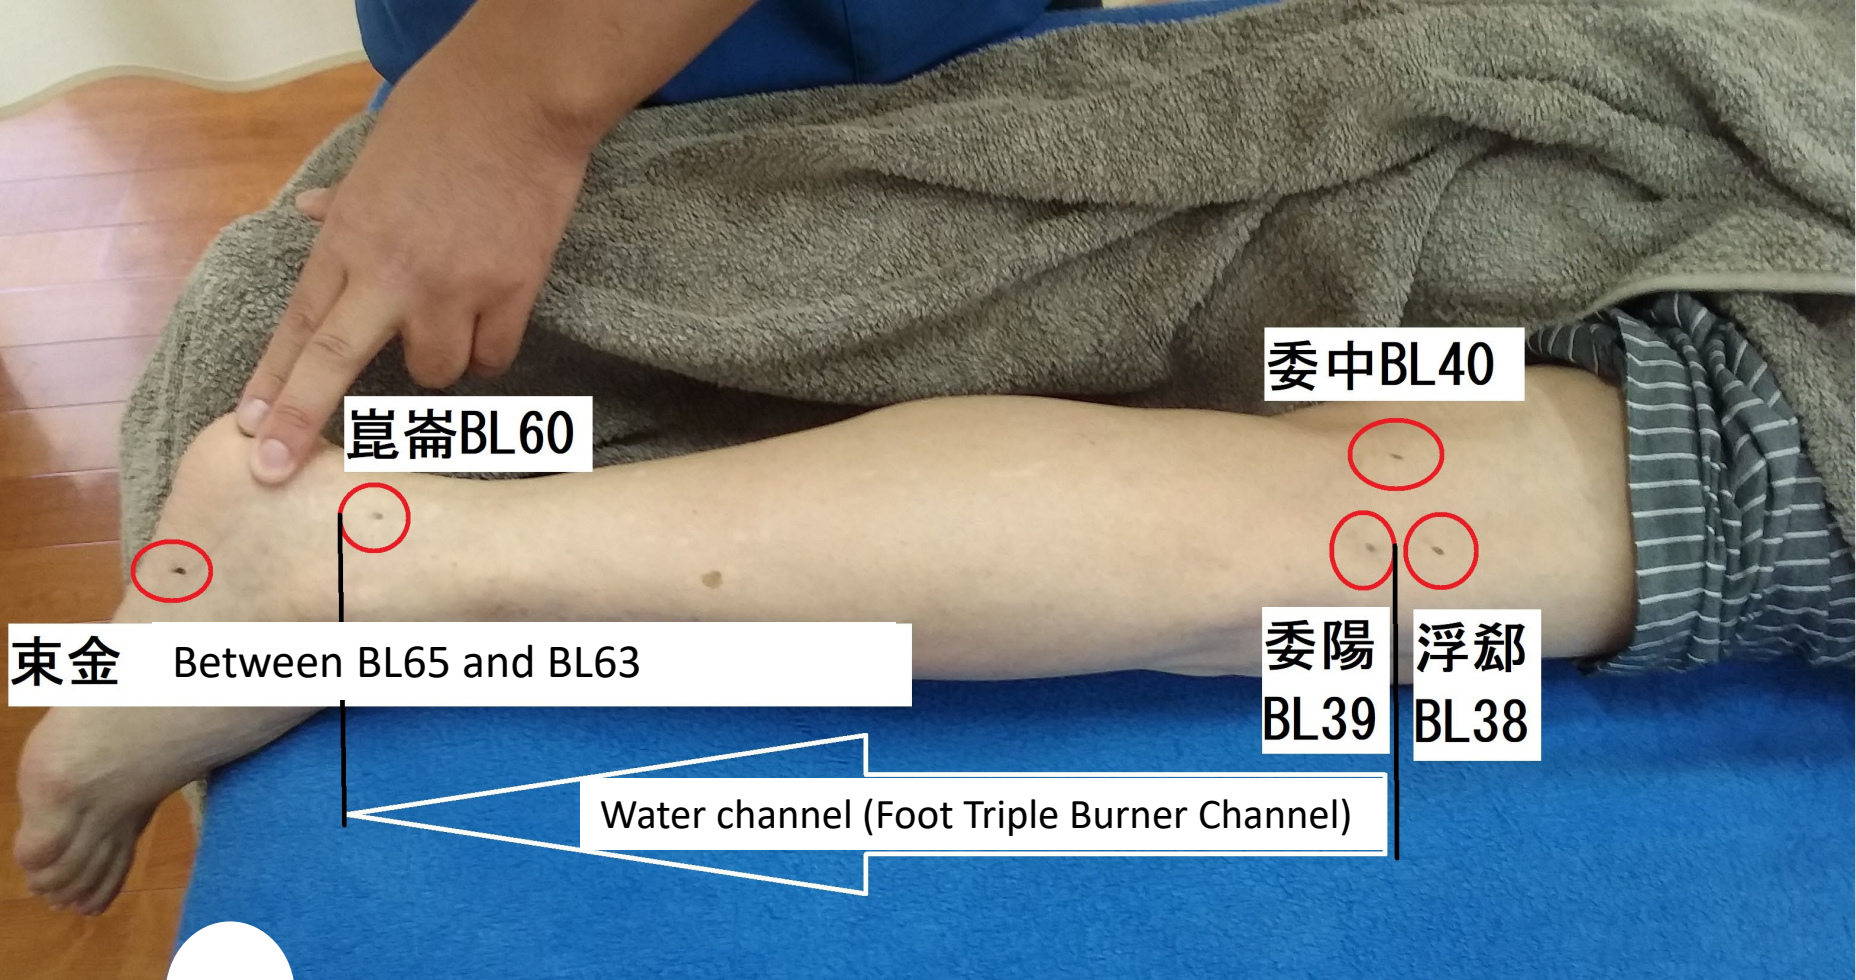 委中BL40
崑崙BL60
束金 Between BL65 and BL63
委陽
BL39
浮郄
BL38
Water channel (Foot Triple Burner Channel)